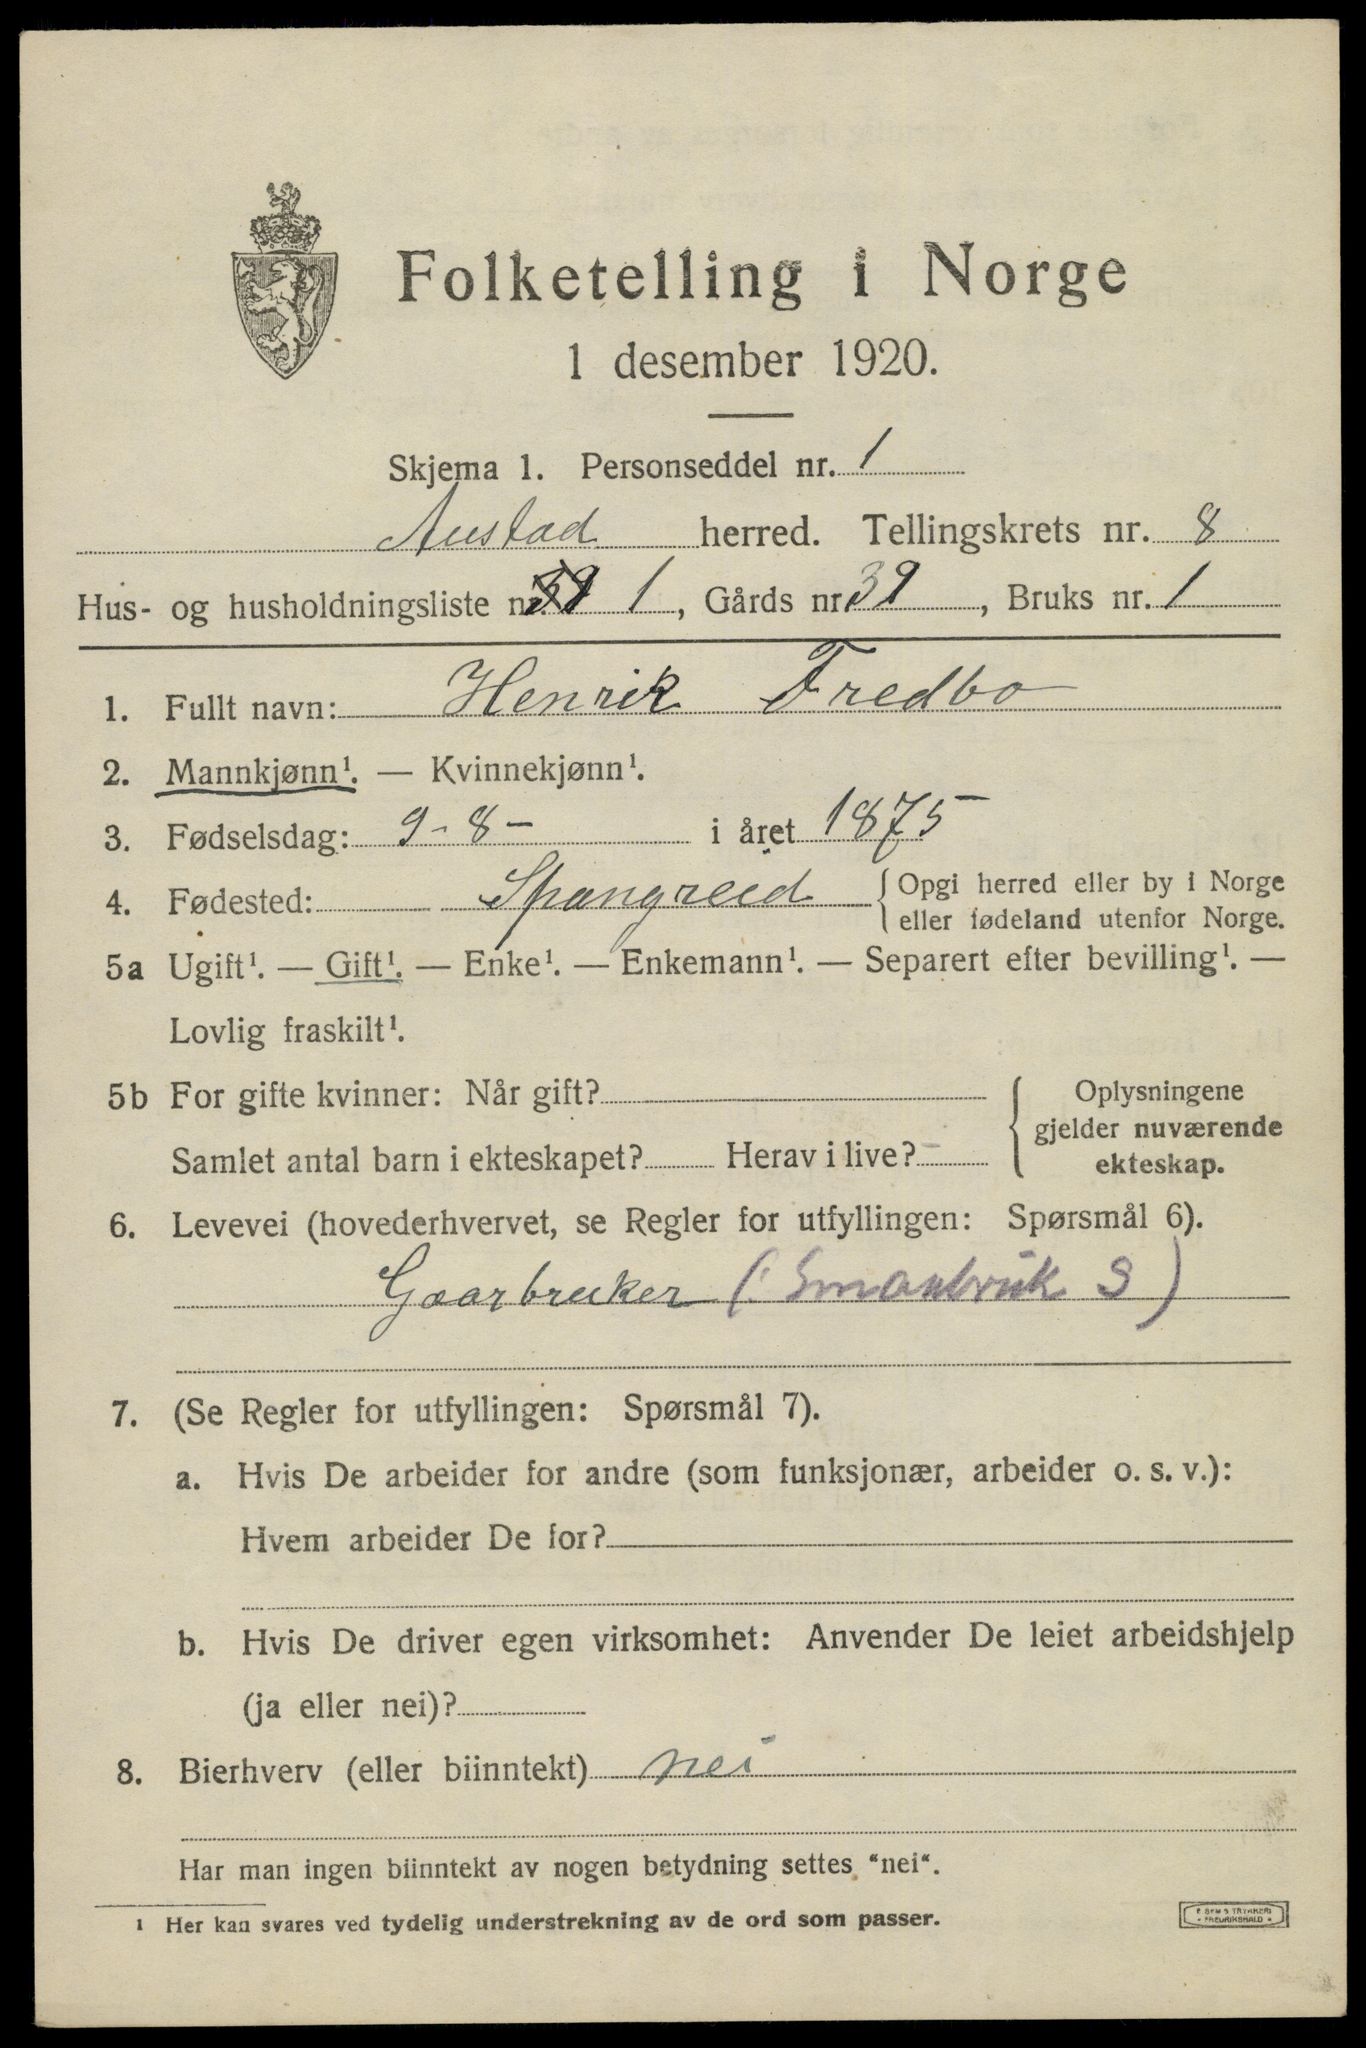 Folketelling i Norge
1 desember 1920.
Skjema 1. Personseddel nr. 1
Austad herred. Tellingskrets nr. 8
Hus- og husholdningsliste nr. 39 1, Gårds nr. 39, Bruks nr. 1
1. Fullt navn: Henrik Fredbo
2. Mannkjønn¹. — Kvinnekjønn¹.
3. Fødselsdag: 9-8- i året 1875
4. Fødested: Spangreid {Opgi herred eller by i Norge
eller fødeland utenfor Norge.
5a Ugift¹. — Gift¹. — Enke¹. — Enkemann¹. — Separert efter bevilling¹. —
Lovlig fraskilt¹.
5b For gifte kvinner: Når gift?
Samlet antal barn i ekteskapet? Herav i live?
{Oplysningene
gjelder nuværende
ekteskap.
6. Levevei (hovederhvervet, se Regler for utfyllingen: Spørsmål 6).
Gaarbruker (: Smaabruk S)
7. (Se Regler for utfyllingen: Spørsmål 7).
a. Hvis De arbeider for andre (som funksjonær, arbeider o. s. v.):
Hvem arbeider De for?
b. Hvis De driver egen virksomhet: Anvender De leiet arbeidshjelp
(ja eller nei)?
8. Bierhverv (eller biinntekt) nei
Har man ingen biinntekt av nogen betydning settes “nei“.
¹ Her kan svares ved tydelig understrekning av de ord som passer.
E SEM'S TRYKKERI
FREDRIKSHALD